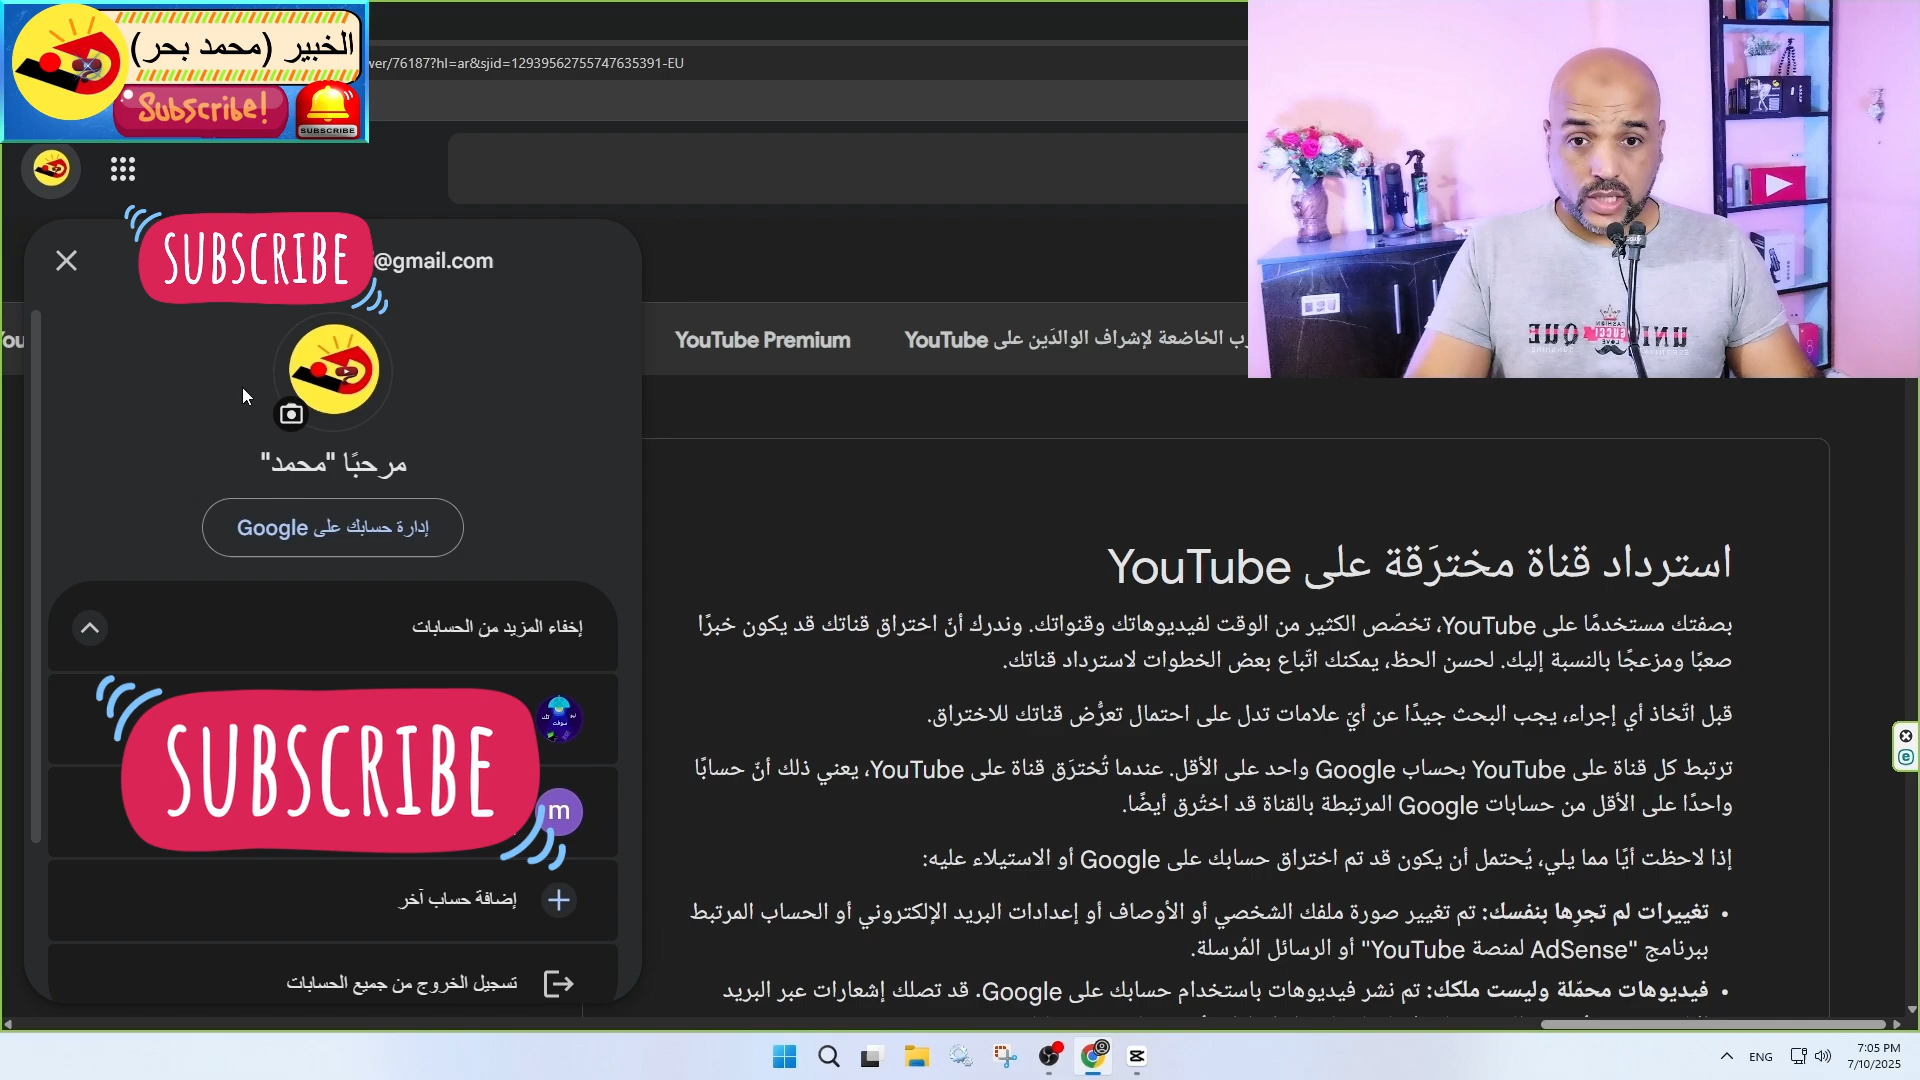 الخبير (محمد بحر)
Subscribe!
SUBSCRIBE
wer/76187?hl=ar&sjid=12939562755747635391-EU
SUBSCRIBE
@gmail.com
You
YouTube Premium
رب الخاضعة لإشراف الوالدَين على YouTube
UNIQUE
مرحبًا "محمد"
إدارة حسابك على Google
إخفاء المزيد من الحسابات
SUBSCRIBE
m
إضافة حساب آخر
تسجيل الخروج من جميع الحسابات
استرداد قناة مخترَقة على YouTube
بصفتك مستخدمًا على YouTube، تخصّص الكثير من الوقت لفيديوهاتك وقنواتك. وندرك أنّ اختراق قناتك قد يكون خبرًا
صعبًا ومزعجًا بالنسبة إليك. لحسن الحظ، يمكنك اتّباع بعض الخطوات لاسترداد قناتك.
قبل اتّخاذ أي إجراء، يجب البحث جيدًا عن أيّ علامات تدل على احتمال تعرُّض قناتك للاختراق.
ترتبط كل قناة على YouTube بحساب Google واحد على الأقل. عندما تُخترَق قناة على YouTube، يعني ذلك أنّ حسابًا
واحدًا على الأقل من حسابات Google المرتبطة بالقناة قد اختُرق أيضًا.
إذا لاحظت أيًا مما يلي، يُحتمل أن يكون قد تم اختراق حسابك على Google أو الاستيلاء عليه:
• تغييرات لم تجرِها بنفسك: تم تغيير صورة ملفك الشخصي أو الأوصاف أو إعدادات البريد الإلكتروني أو الحساب المرتبط
ببرنامج "AdSense لمنصة YouTube" أو الرسائل المُرسلة.
• فيديوهات محمّلة وليست ملكك: تم نشر فيديوهات باستخدام حسابك على Google. قد تصلك إشعارات عبر البريد
ENG
7:05 PM
7/10/2025